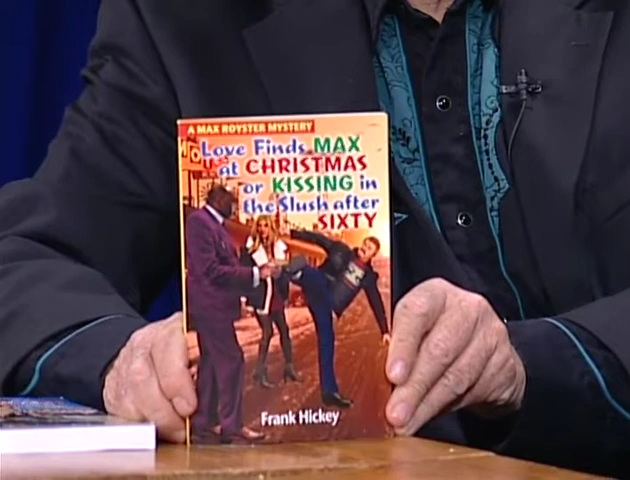 A MAX ROYSTER MYSTERY
Love Finds MAX
at CHRISTMAS
or KISSING in
the Slush after
SIXTY
Frank Hickey